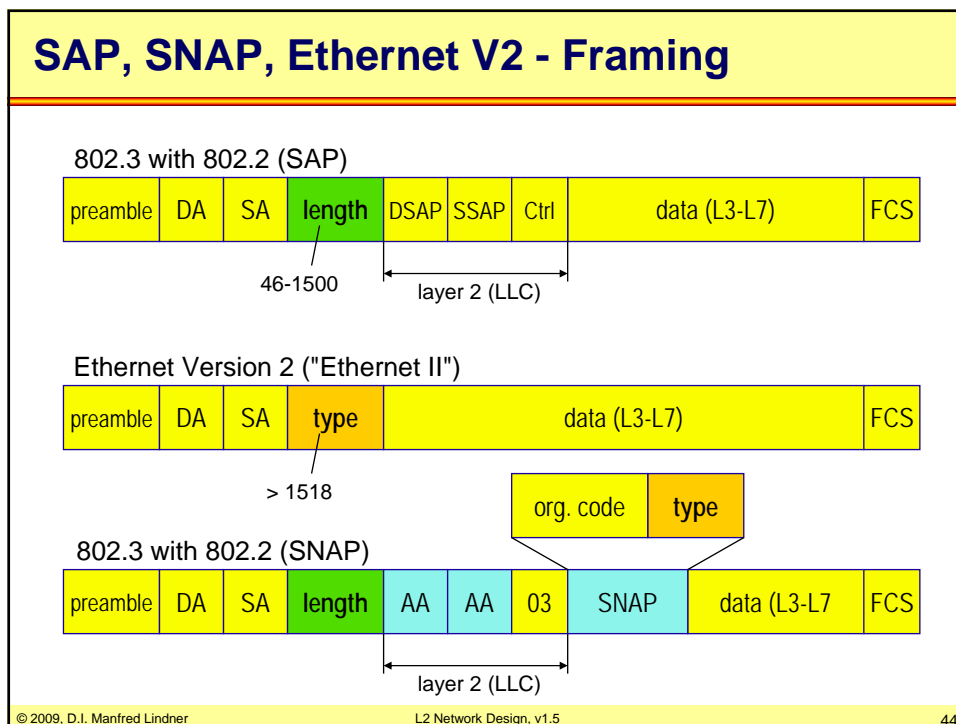 SAP, SNAP, Ethernet V2 - Framing
802.3 with 802.2 (SAP)
preamble DA SA length DSAP SSAP Ctrl data (L3-L7) FCS
46-1500
layer 2 (LLC)
Ethernet Version 2 ("Ethernet II")
preamble DA SA type data (L3-L7) FCS
> 1518
org. code type
802.3 with 802.2 (SNAP)
preamble DA SA length AA AA 03 SNAP data (L3-L7 FCS
layer 2 (LLC)
© 2009, D.I. Manfred Lindner L2 Network Design, v1.5 44